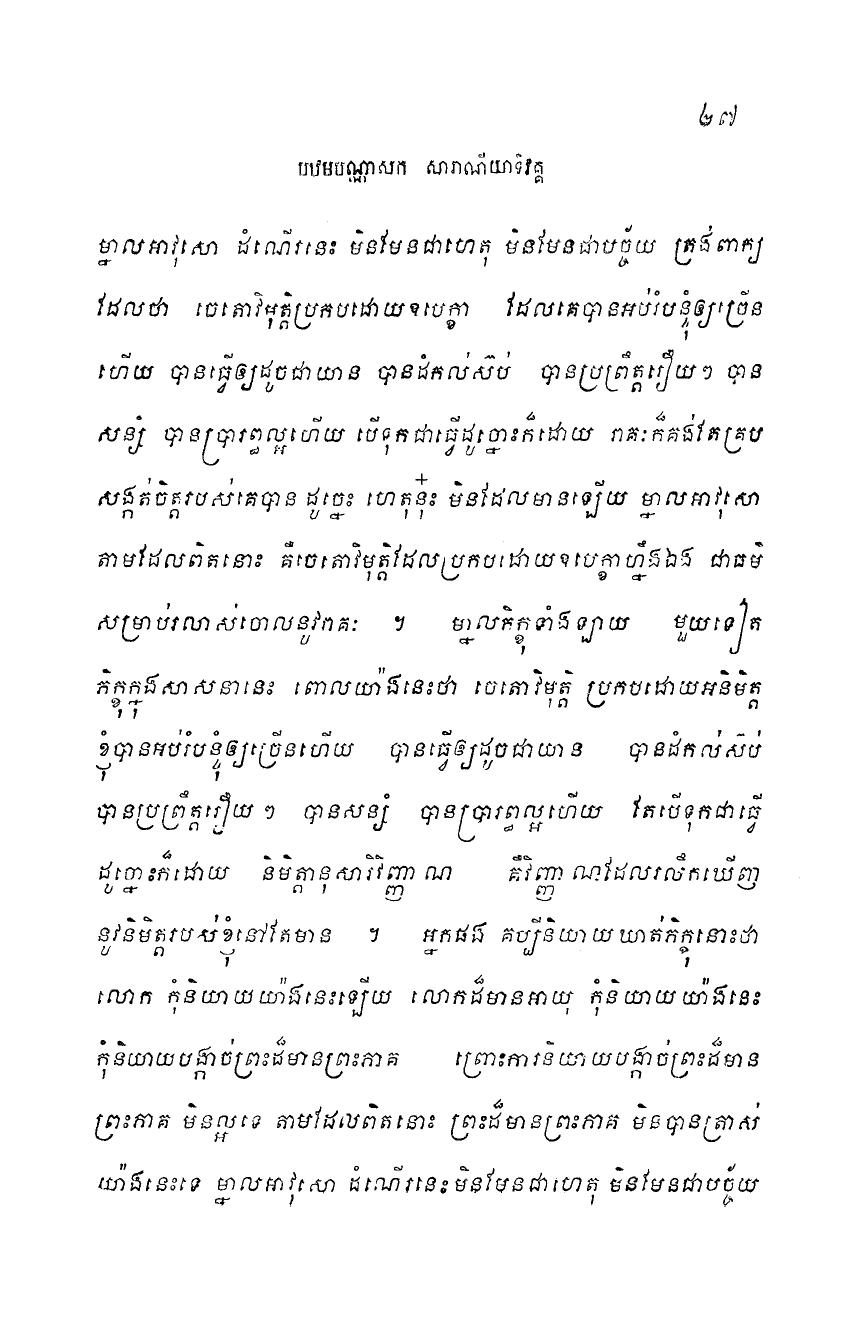 ២៧
បឋមបណ្ណាសក សារាណីយាទិវគ្គ
ម្នាលអាវុសោ ដំណើរនេះ មិនមែនជាហេតុ មិនមែនជាបច្ច័យ ត្រង់ពាក្យ
ដែលថា ចេតោវិមុត្តិប្រកបដោយឧបេក្ខា ដែលគេបានអប់រំបន្ទុំឲ្យច្រើន
ហើយ បានធ្វើឲ្យដូចជាយាន បានដំកល់ស៊ប់ បានប្រព្រឹត្តរឿយៗ បាន
សន្សំ បានប្រារព្ធល្អហើយ បើទុកជាធ្វើដូច្នោះក៏ដោយ រាគៈក៏គង់តែគ្រប
សង្កត់ចិត្តរបស់គេបាន ដូច្នេះ ហេតុនុ៎ះ មិនដែលមានឡើយ ម្នាលអាវុសោ
តាមដែលពិតនោះ គឺចេតោវិមុត្តិដែលប្រកបដោយឧបេក្ខាហ្នឹងឯង ជាធម៌
សម្រាប់រលាស់ចោលនូវរាគៈ ។ ម្នាលភិក្ខុទាំងឡាយ មួយទៀត
ភិក្ខុក្នុងសាសនានេះ ពោលយ៉ាងនេះថា ចេតោវិមុត្តិ ប្រកបដោយអនិមិត្ត
ខ្ញុំបានអប់រំបន្ទុំឲ្យច្រើនហើយ បានធ្វើឲ្យដូចជាយាន បានដំកល់ស៊ប់
បានប្រព្រឹត្តរឿយៗ បានសន្សំ បានប្រារព្ធល្អហើយ តែបើទុកជាធ្វើ
ដូច្នោះក៏ដោយ និមិត្តានុសារិវិញ្ញាណ គឺវិញ្ញាណដែលរលឹកឃើញ
នូវនិមិត្តរបស់ខ្ញុំនៅតែមាន ។ អ្នកផង គប្បីនិយាយឃាត់ភិក្ខុនោះថា
លោក កុំនិយាយយ៉ាងនេះឡើយ លោកដ៏មានអាយុ កុំនិយាយយ៉ាងនេះ
កុំនិយាយបង្កាច់ព្រះដ៏មានព្រះភាគ ព្រោះការនិយាយបង្កាច់ព្រះដ៏មាន
ព្រះភាគ មិនល្អទេ តាមដែលពិតនោះ ព្រះដ៏មានព្រះភាគ មិនបានត្រាស់
យ៉ាងនេះទេ ម្នាលអាវុសោ ដំណើរនេះមិនមែនជាហេតុ មិនមែនជាបច្ច័យ